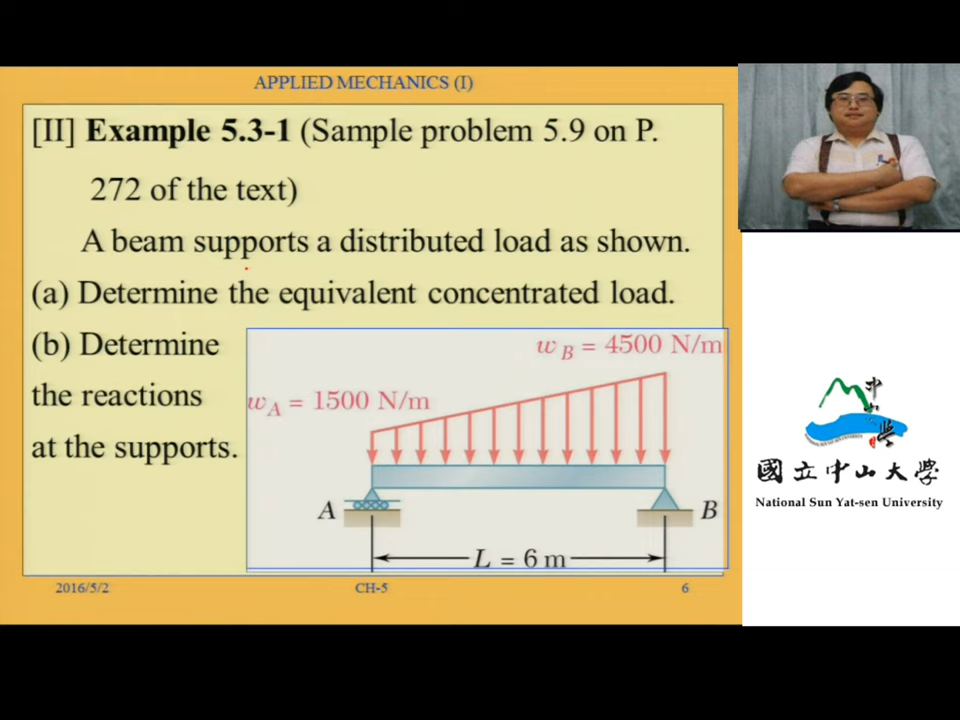 APPLIED MECHANICS (I)
[II] Example 5.3-1 (Sample problem 5.9 on P.
272 of the text)
A beam supports a distributed load as shown.
(a) Determine the equivalent concentrated load.
(b) Determine
the reactions
at the supports.
w_B = 4500 N/m
w_A = 1500 N/m
A
B
L = 6 m
2016/5/2
CH-5
6
國立中山大學
National Sun Yat-sen University